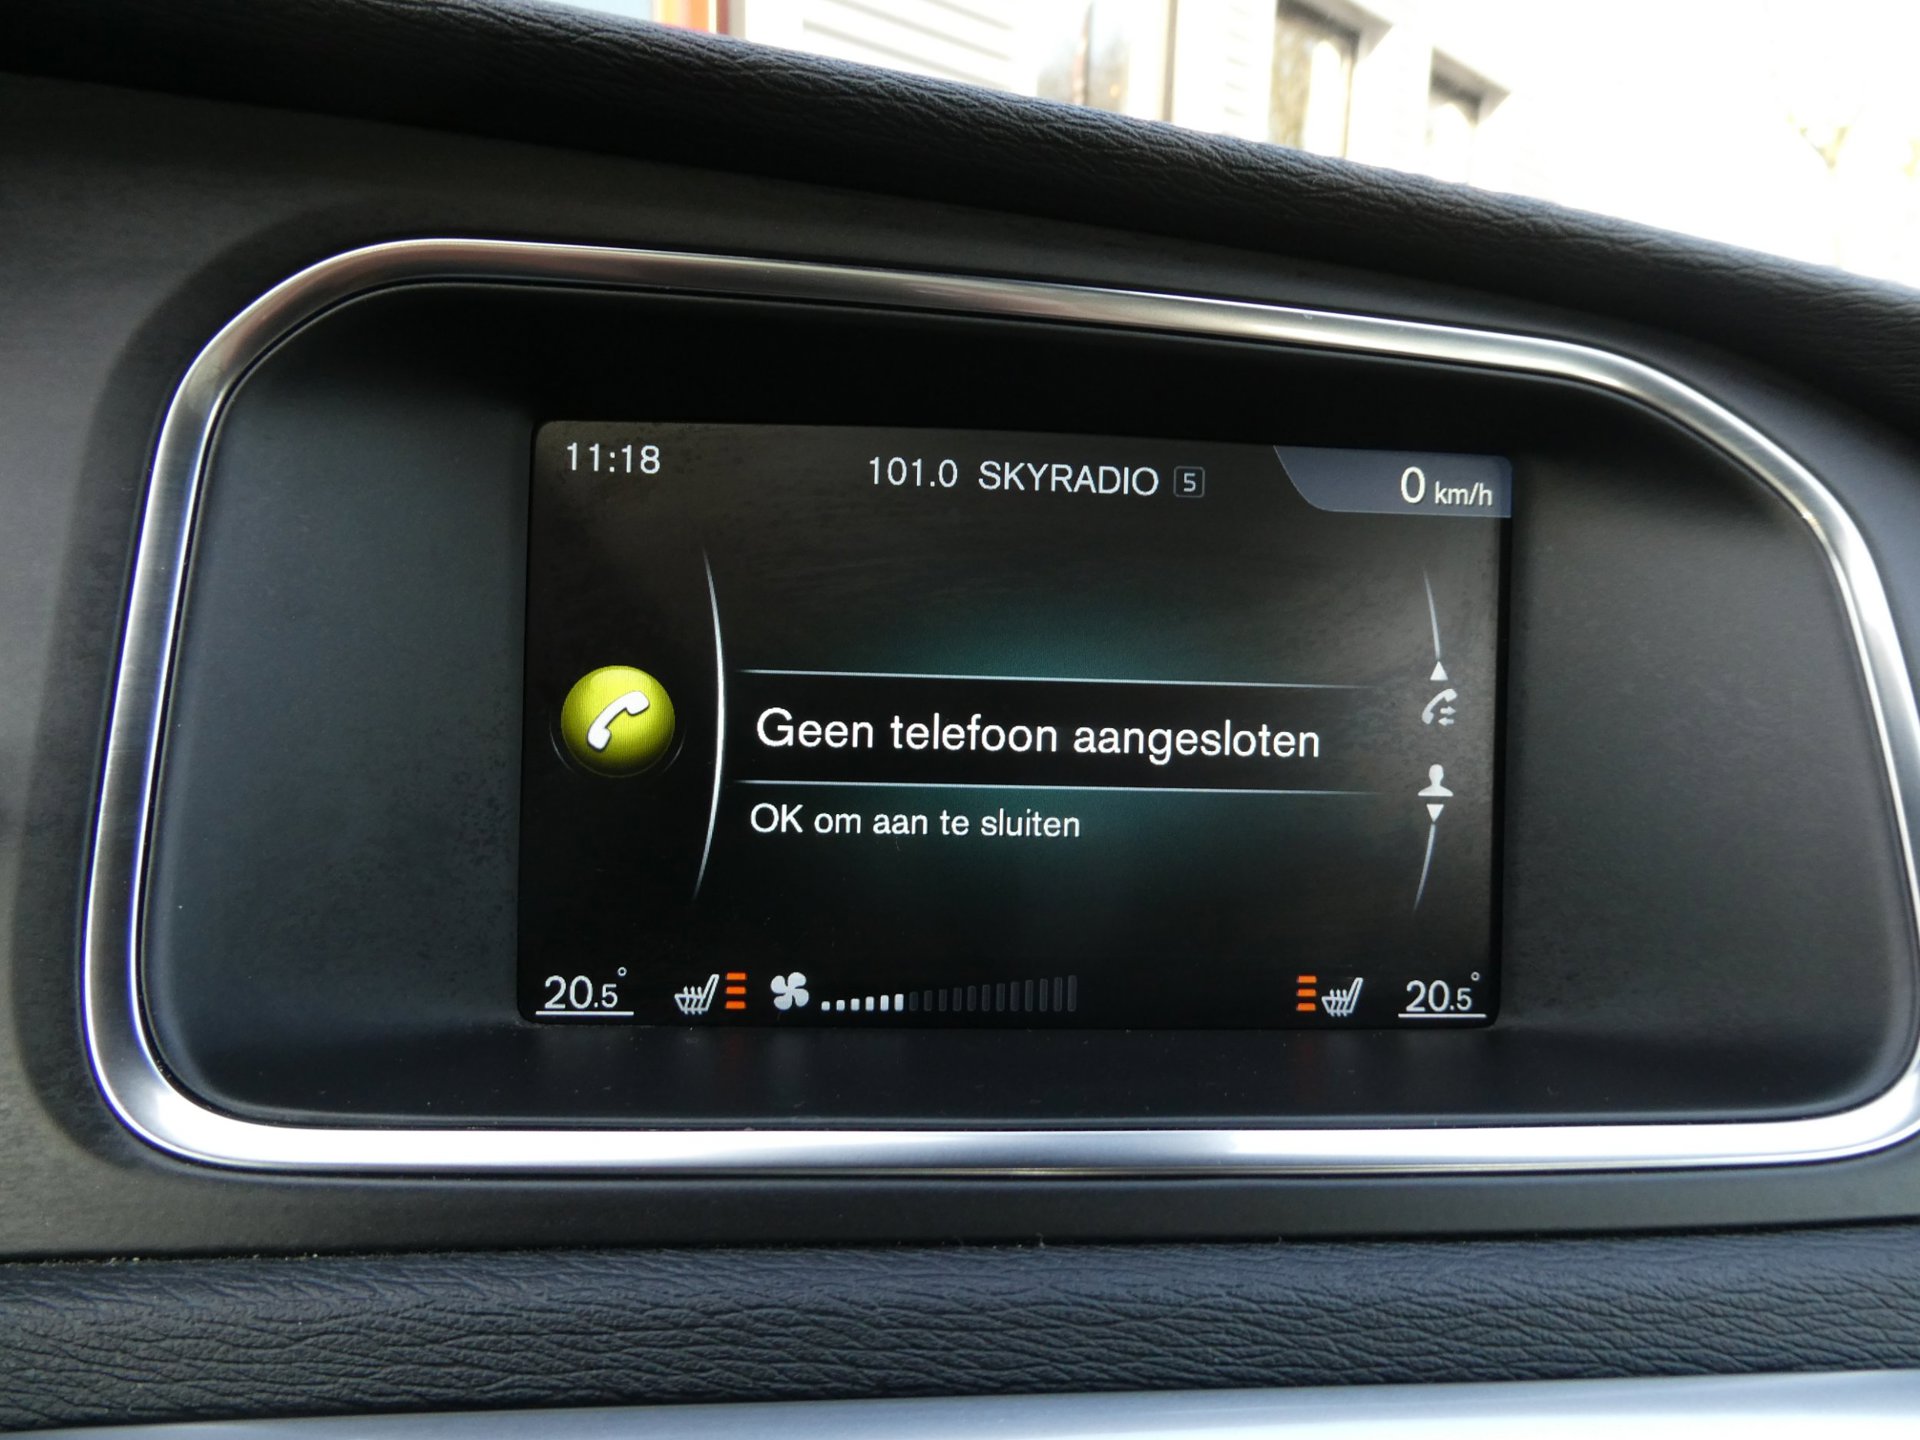 11:18 101.0 SKYRADIO 5 0 km/h
Geen telefoon aangesloten
OK om aan te sluiten
20.5° 20.5°